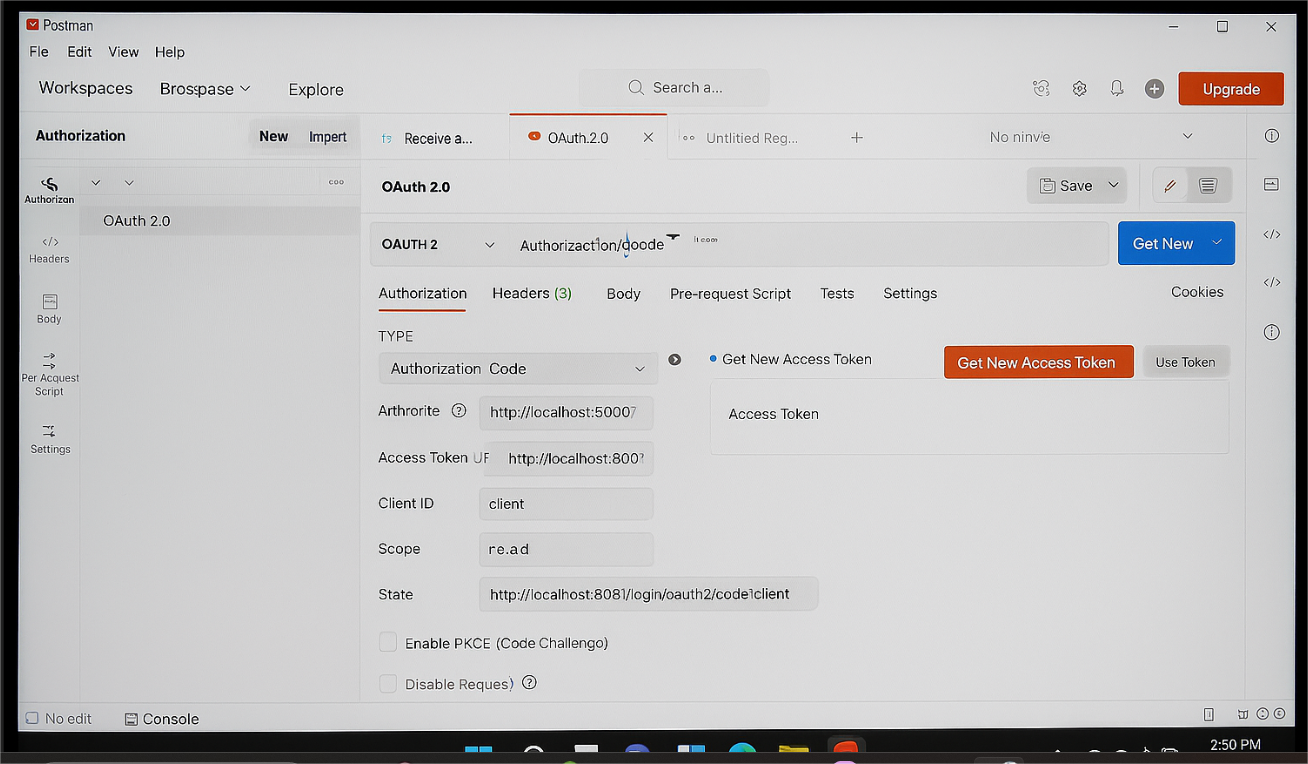 Postman
Fle Edit View Help
Workspaces Brospase Explore Search a... Upgrade
Authorization New Import Receive a... OAuth.2.0 Untlitied Reg... No ninv'e
OAuth 2.0 Save
Authorizan
OAuth 2.0
OAUTH 2 Get New
Headers
Authorization Headers (3) Body Pre-request Script Tests Settings Cookies
Body
TYPE
Authorization Code Get New Access Token Get New Access Token Use Token
Per Acquest
Script
Arthrorite http://localhost:50007 Access Token
Settings
Access Token UF http://localhost:800?
Client ID client
Scope re.ad
State http://localhost:8081/login/oauth2/code1client
Enable PKCE (Code Challengo)
Disable Reques)
No edit Console
2:50 PM